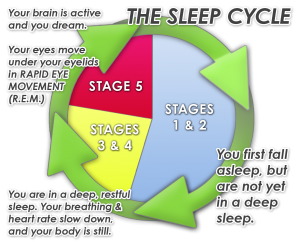 THE SLEEP CYCLE
Your brain is active
and you dream.
Your eyes move
under your eyelids
in RAPID EYE
MOVEMENT
(R.E.M.)
STAGE 5
STAGES
1 & 2
STAGES
3 & 4
You first fall
asleep, but
are not yet
in a deep
sleep.
You are in a deep, restful
sleep. Your breathing &
heart rate slow down,
and your body is still.